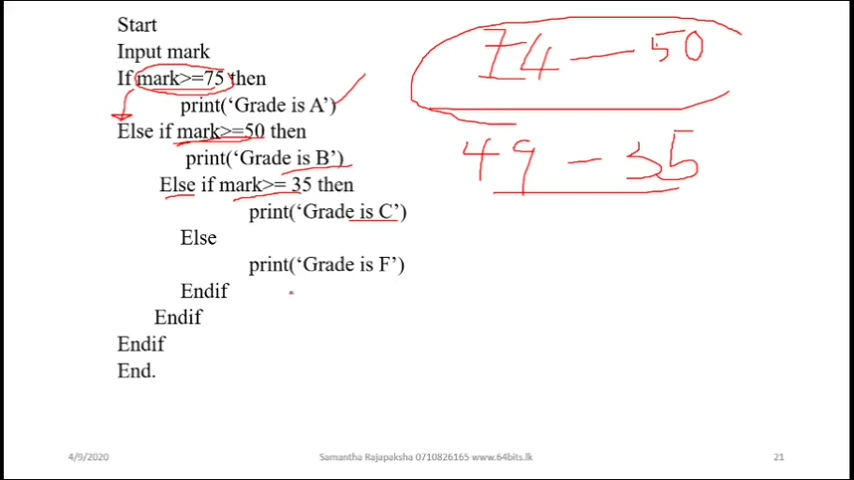 Start
Input mark
If mark>=75 then
print(‘Grade is A’)
Else if mark>=50 then
print(‘Grade is B’)
Else if mark>= 35 then
print(‘Grade is C’)
Else
print(‘Grade is F’)
Endif
Endif
Endif
End.
74 — 50
49 – 35
4/9/2020
Samantha Rajapaksha 0710826165 www.64bits.lk
21